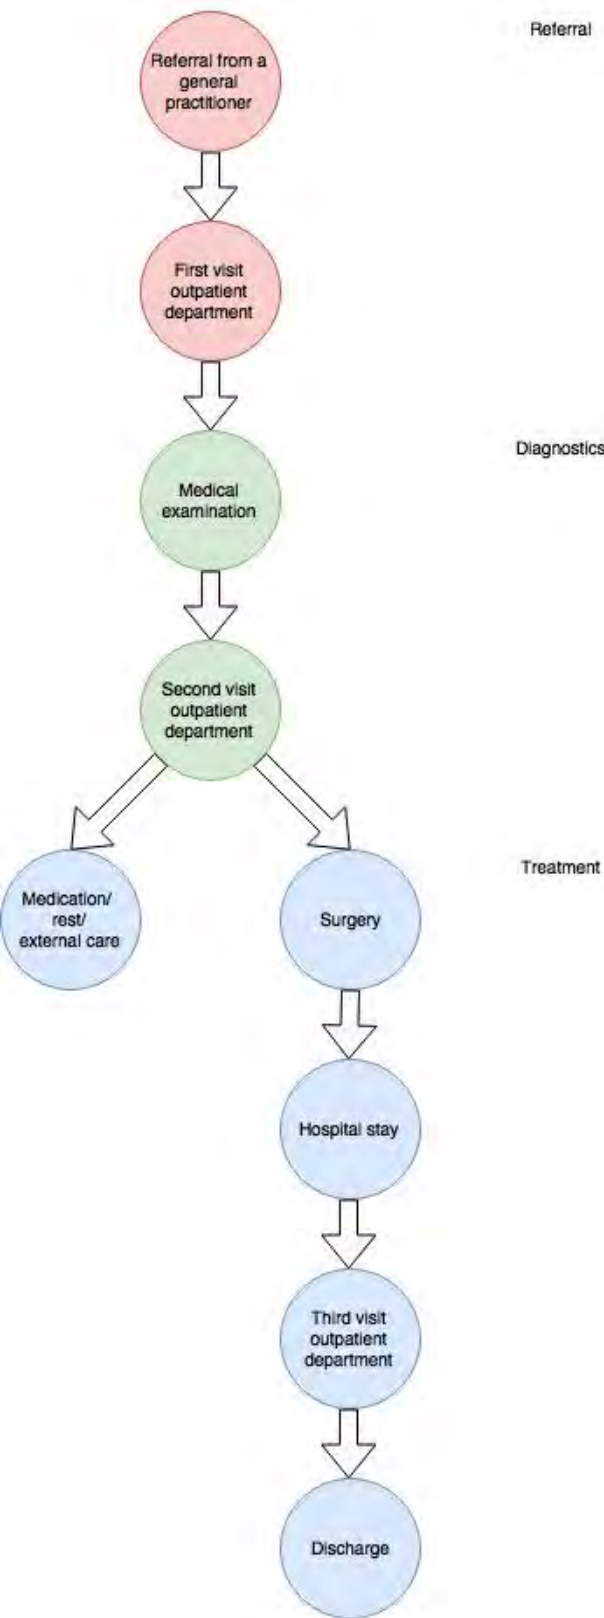 Referral
Referral from a
general
practitioner
First visit
outpatient
department
Diagnostics
Medical
examination
Second visit
outpatient
department
Treatment
Medication/
rest/
external care
Surgery
Hospital stay
Third visit
outpatient
department
Discharge